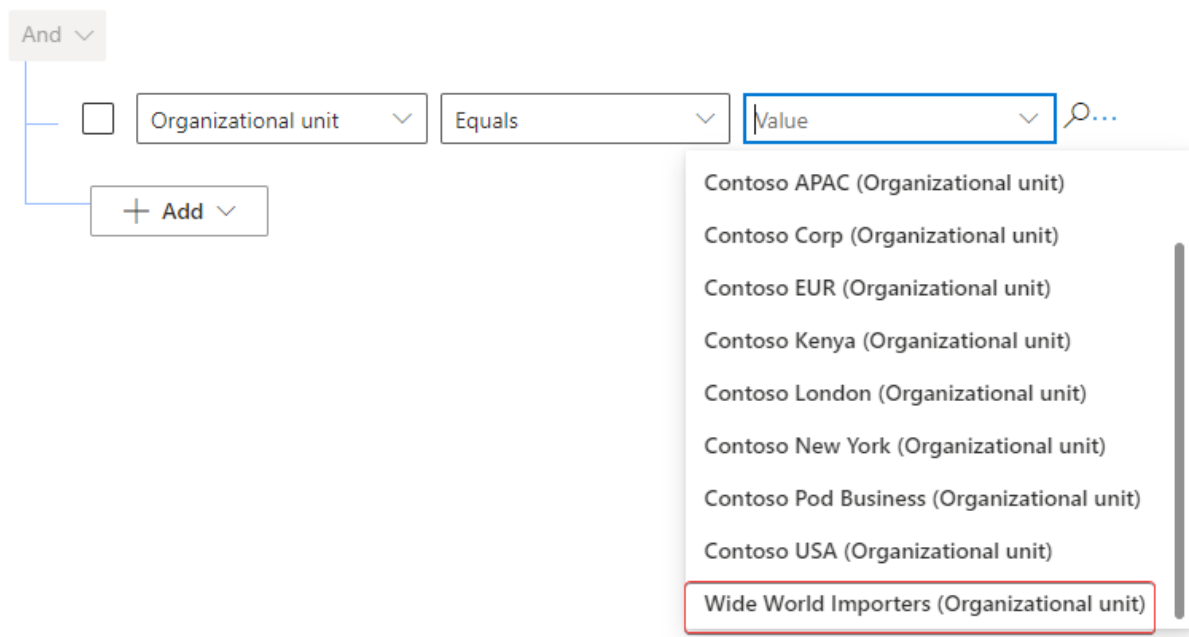 And
Organizational unit Equals Value
Contoso APAC (Organizational unit)
Add
Contoso Corp (Organizational unit)
Contoso EUR (Organizational unit)
Contoso Kenya (Organizational unit)
Contoso London (Organizational unit)
Contoso New York (Organizational unit)
Contoso Pod Business (Organizational unit)
Contoso USA (Organizational unit)
Wide World Importers (Organizational unit)